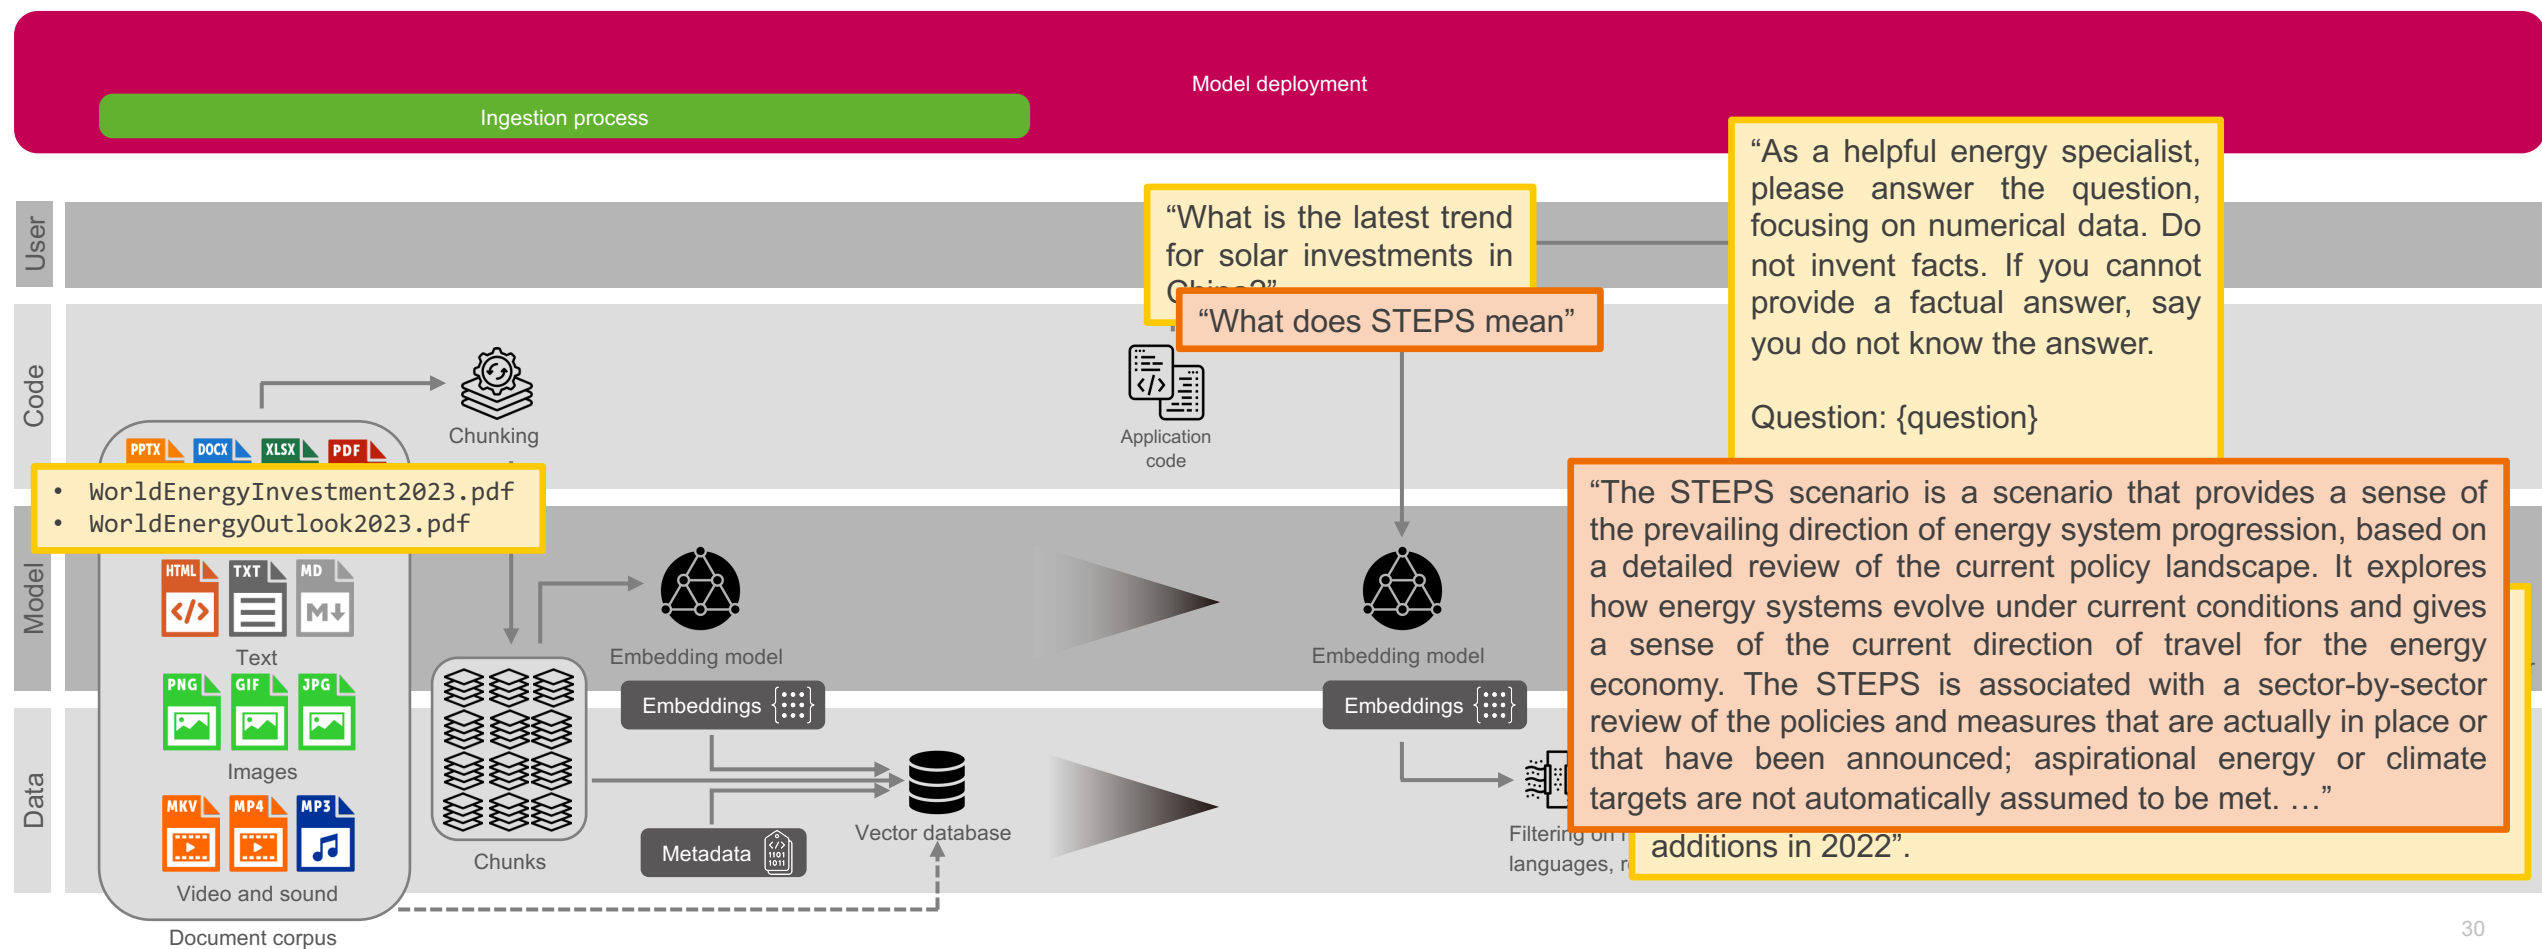 Model deployment
Ingestion process
User
Code
Model
Data
“What is the latest trend
for solar investments in
China?”
“What does STEPS mean”
“As a helpful energy specialist,
please answer the question,
focusing on numerical data. Do
not invent facts. If you cannot
provide a factual answer, say
you do not know the answer.
Question: {question}
“The STEPS scenario is a scenario that provides a sense of
the prevailing direction of energy system progression, based on
a detailed review of the current policy landscape. It explores
how energy systems evolve under current conditions and gives
a sense of the current direction of travel for the energy
economy. The STEPS is associated with a sector-by-sector
review of the policies and measures that are actually in place or
that have been announced; aspirational energy or climate
targets are not automatically assumed to be met. …”
additions in 2022”.
Chunking
Application
code
PPTX DOCX XLSX PDF
• WorldEnergyInvestment2023.pdf
• WorldEnergyOutlook2023.pdf
HTML TXT MD
M
Text
PNG GIF JPG
Images
MKV MP4 MP3
Video and sound
Document corpus
Chunks
Embedding model
Embeddings
Metadata
1101
1011
Vector database
Embedding model
Embeddings
Filtering on
languages,
30